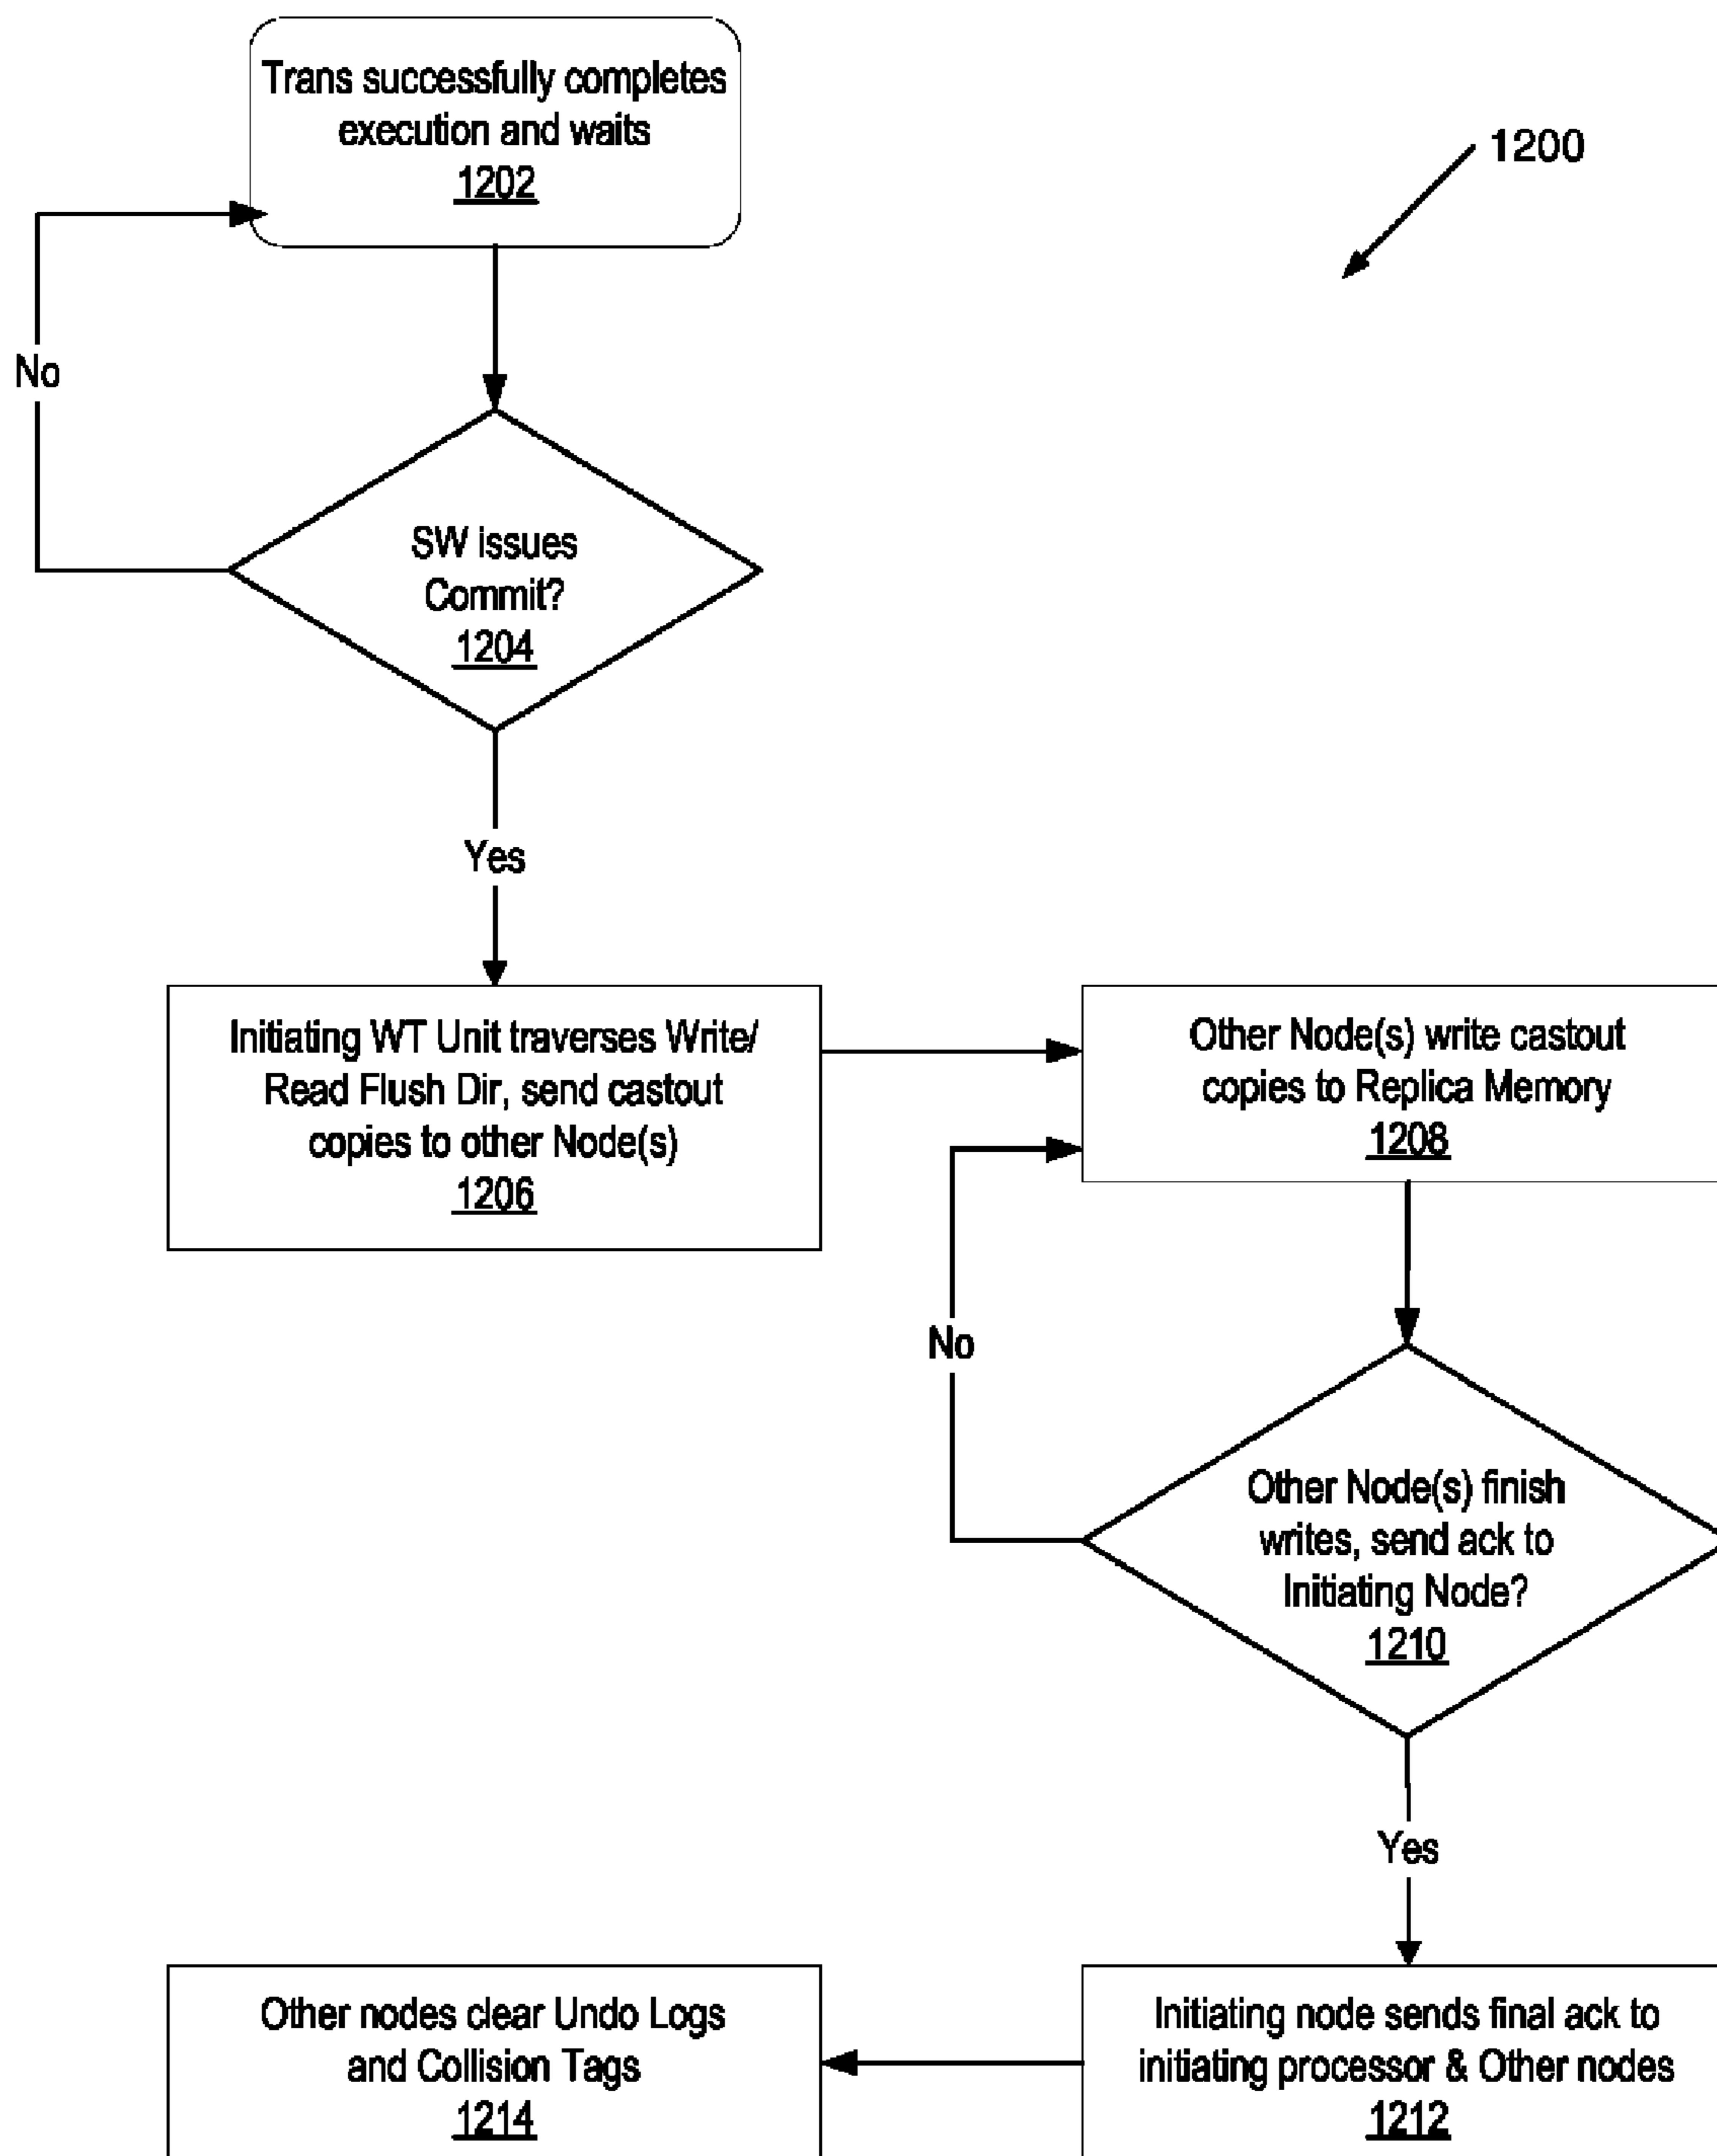 Trans successfully completes
execution and waits
1202
1200
No
SW issues
Commit?
1204
Yes
Initiating WT Unit traverses Write/
Read Flush Dir, send castout
copies to other Node(s)
1206
Other Node(s) write castout
copies to Replica Memory
1208
No
Other Node(s) finish
writes, send ack to
Initiating Node?
1210
Yes
Other nodes clear Undo Logs
and Collision Tags
1214
Initiating node sends final ack to
initiating processor & Other nodes
1212